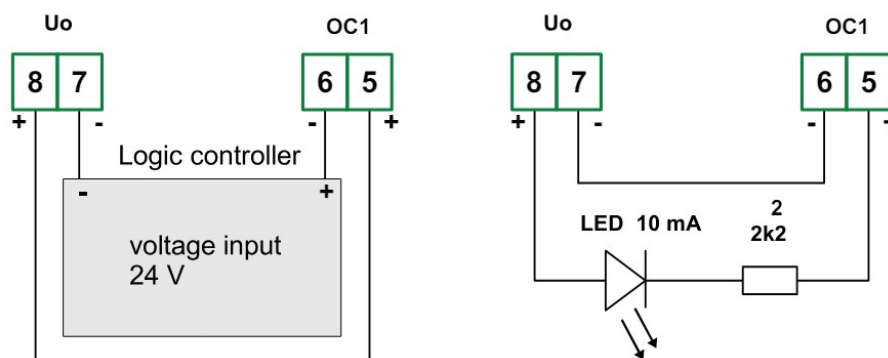 Uo OC1
8 7 6 5
+ - - +
Logic controller
- +
voltage input
24 V
Uo OC1
8 7 6 5
+ - -
LED 10 mA
2
2k2